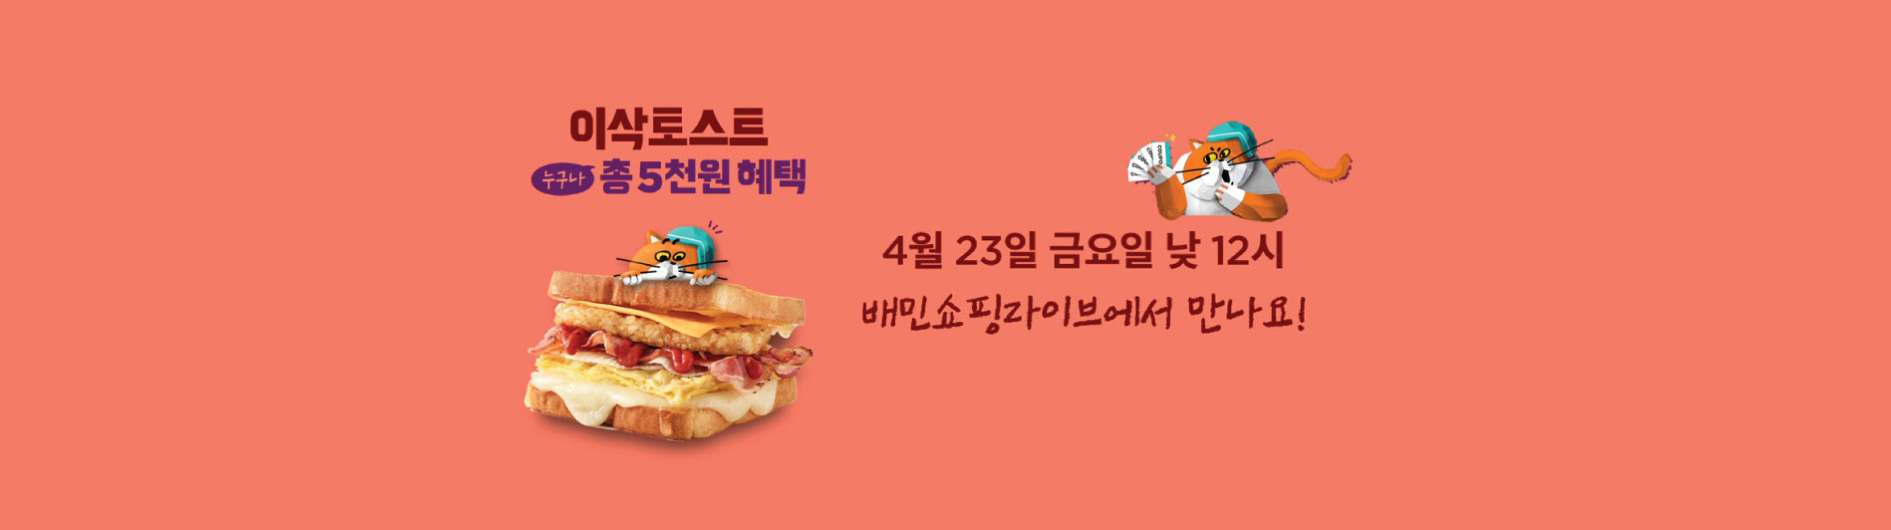 이삭토스트
누구나 총 5천원 혜택
4월 23일 금요일 낮 12시
배민쇼핑라이브에서 만나요!